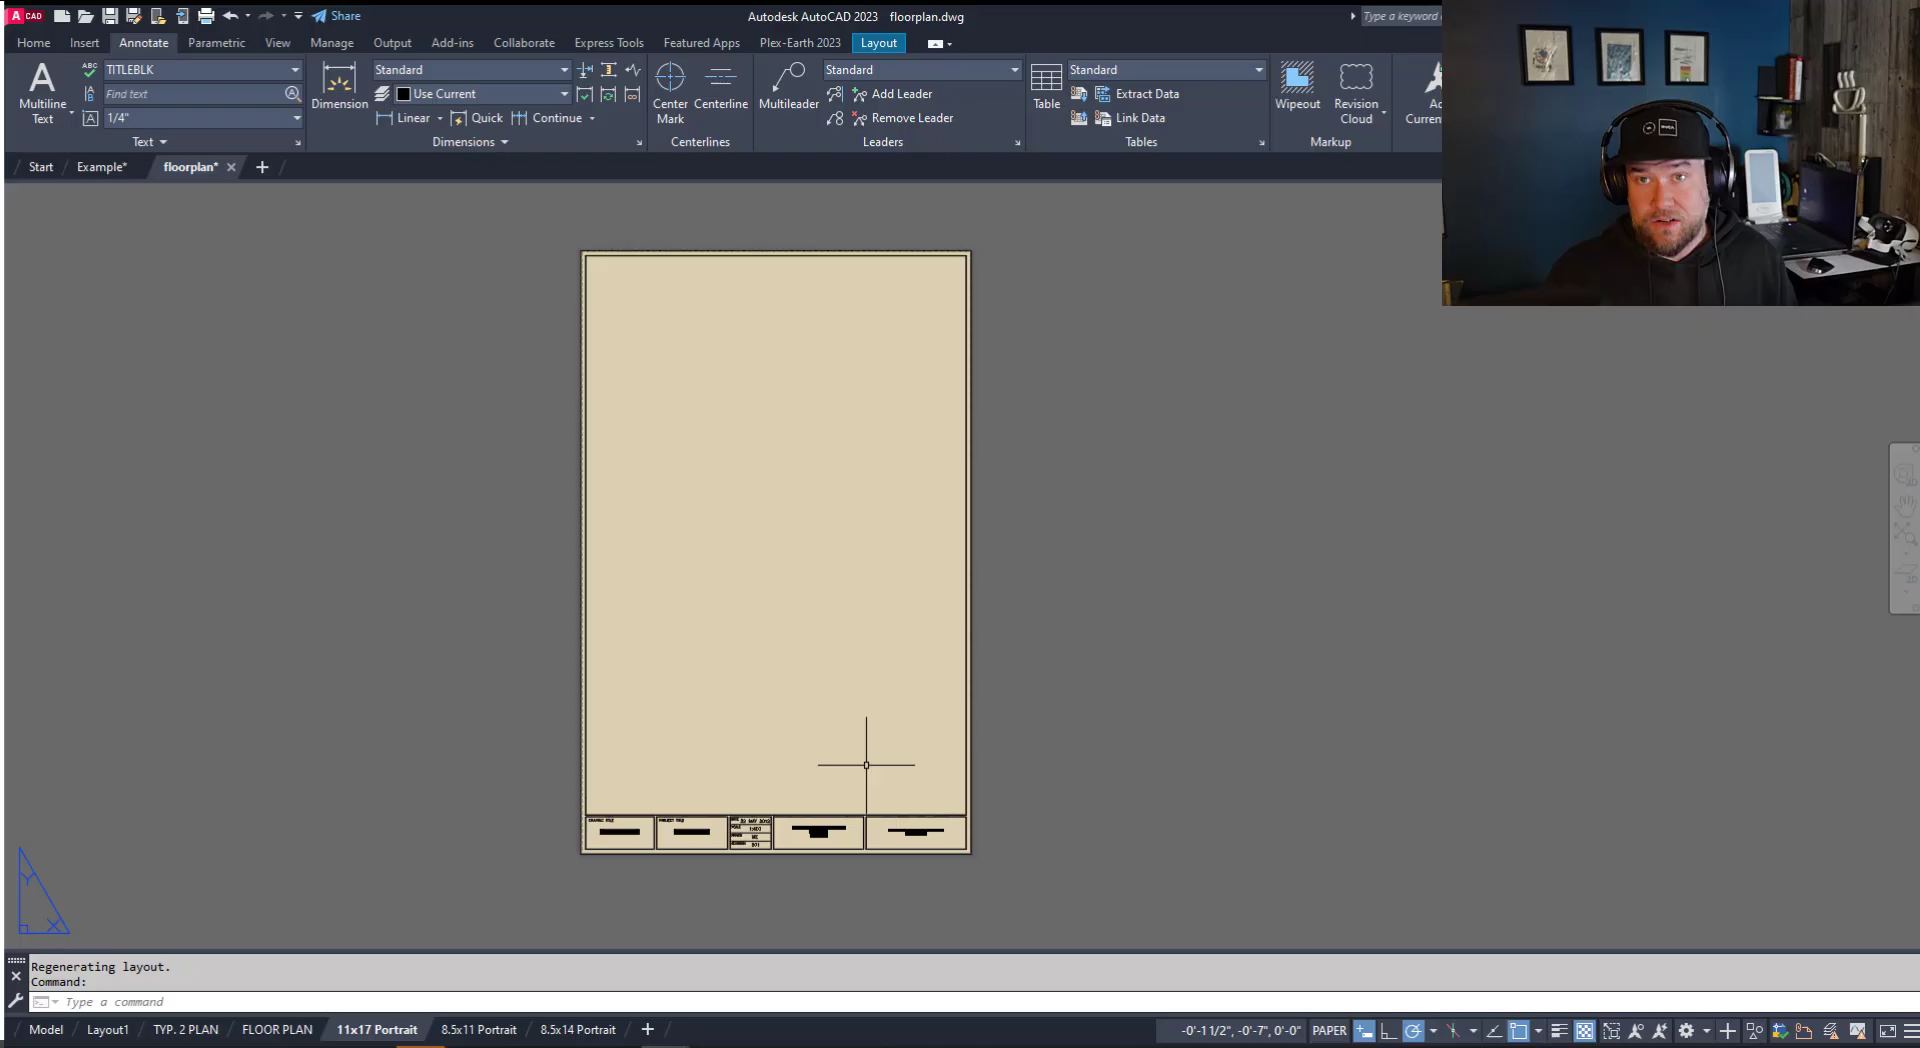 A CAD
Share
Autodesk AutoCAD 2023 floorplan.dwg
Type a keyword
Home Insert Annotate Parametric View Manage Output Add-ins Collaborate Express Tools Featured Apps Plex-Earth 2023 Layout
ABC TITLEBLK
Standard
Standard
Standard
Find text
Use Current
Add Leader
Extract Data
Multiline
Text
Dimension
Center
Mark
Centerline
Multileader
Table
Wipeout
Revision
Cloud
1/4"
Linear Quick Continue
Remove Leader
Link Data
Text Dimensions Centerlines Leaders Tables Markup
Start Example* floorplan*
Y
X
Regenerating layout.
Command:
Type a command
Model Layout1 TYP. 2 PLAN FLOOR PLAN 11x17 Portrait 8.5x11 Portrait 8.5x14 Portrait
-0'-1 1/2", -0'-7", 0'-0" PAPER